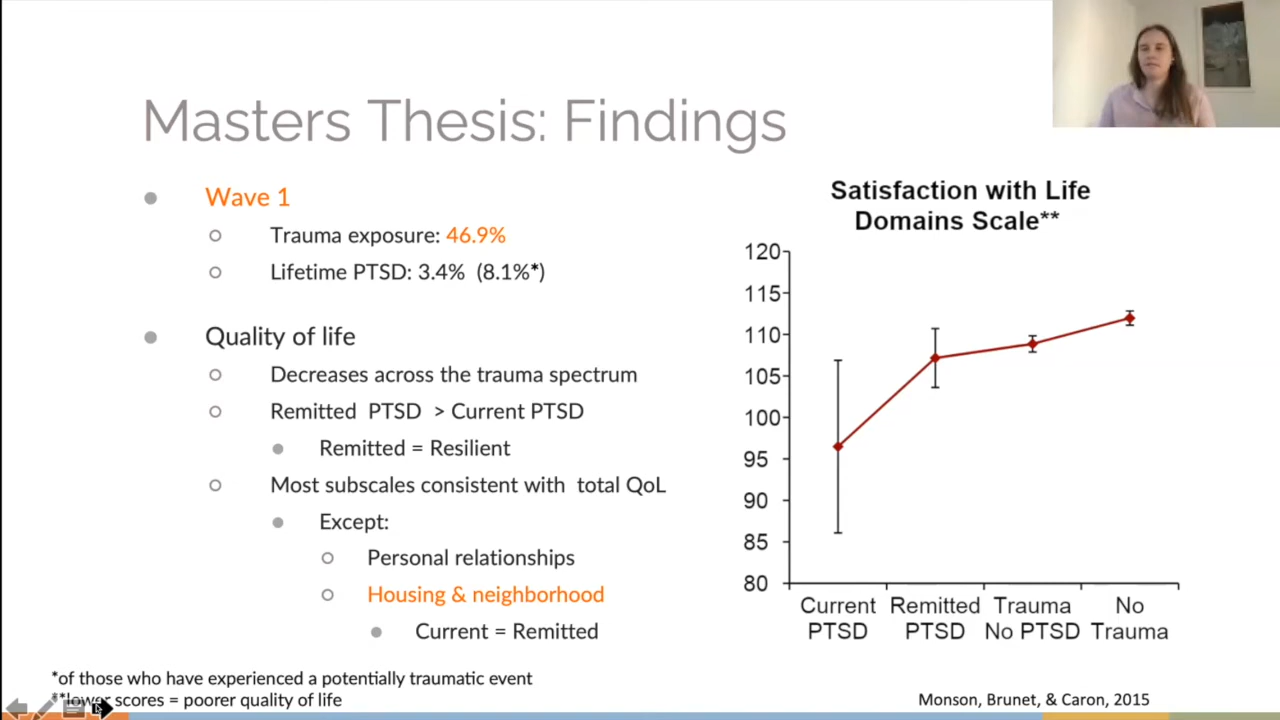 Masters Thesis: Findings
Wave 1
Trauma exposure: 46.9%
Lifetime PTSD: 3.4% (8.1%*)
Quality of life
Decreases across the trauma spectrum
Remitted PTSD > Current PTSD
Remitted = Resilient
Most subscales consistent with total QoL
Except:
Personal relationships
Housing & neighborhood
Current = Remitted
*of those who have experienced a potentially traumatic event
**lower scores = poorer quality of life
Satisfaction with Life
Domains Scale**
120
115
110
105
100
95
90
85
80
Current Remitted Trauma No
PTSD PTSD No PTSD Trauma
Monson, Brunet, & Caron, 2015